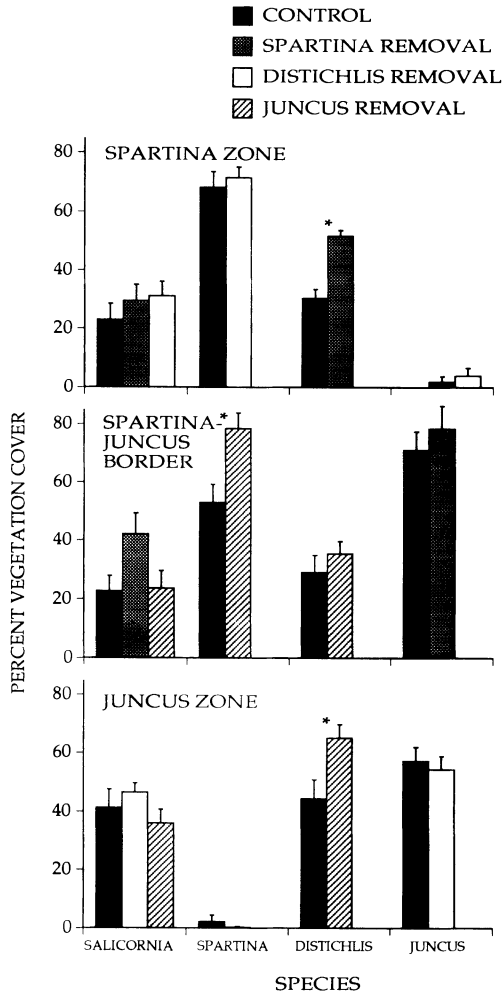 CONTROL
SPARTINA REMOVAL
DISTICHLIS REMOVAL
JUNCUS REMOVAL
SPARTINA ZONE
80
60
40
20
0
*
SPARTINA-
JUNCUS
BORDER
80
60
40
20
0
*
JUNCUS ZONE
80
60
40
20
0
*
PERCENT VEGETATION COVER
SALICORNIA SPARTINA DISTICHLIS JUNCUS
SPECIES